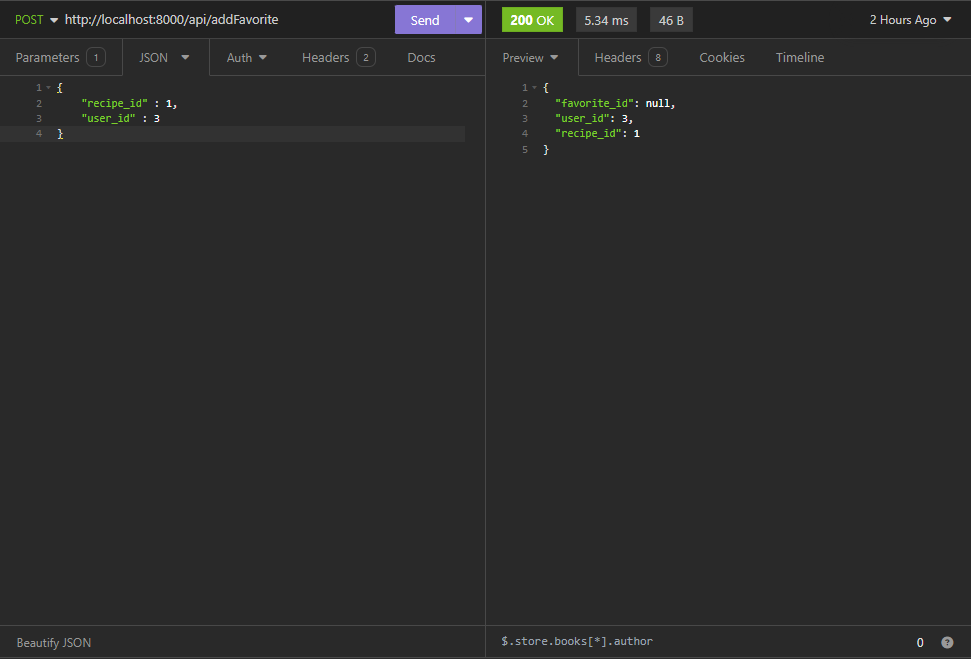 POST http://localhost:8000/api/addFavorite Send 200 OK 5.34 ms 46 B 2 Hours Ago
Parameters 1 JSON Auth Headers 2 Docs Preview Headers 8 Cookies Timeline
1 {
2 "recipe_id" : 1,
3 "user_id" : 3
4 }
1 {
2 "favorite_id": null,
3 "user_id": 3,
4 "recipe_id": 1
5 }
Beautify JSON $.store.books[*].author 0 ?